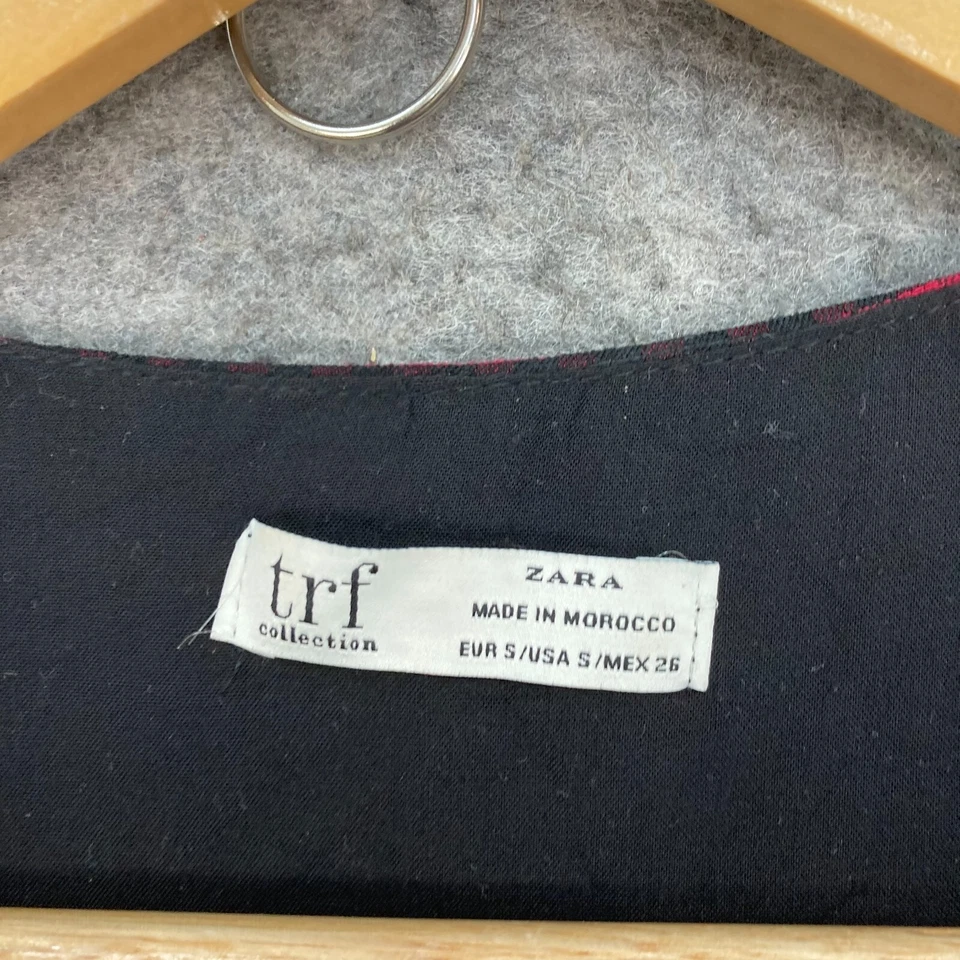 trf
collection
ZARA
MADE IN MOROCCO
EUR S/USA S/MEX 26